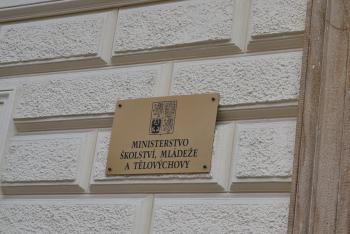 MINISTERSTVO
ŠKOLSTVÍ, MLÁDEŽE
A TĚLOVÝCHOVY